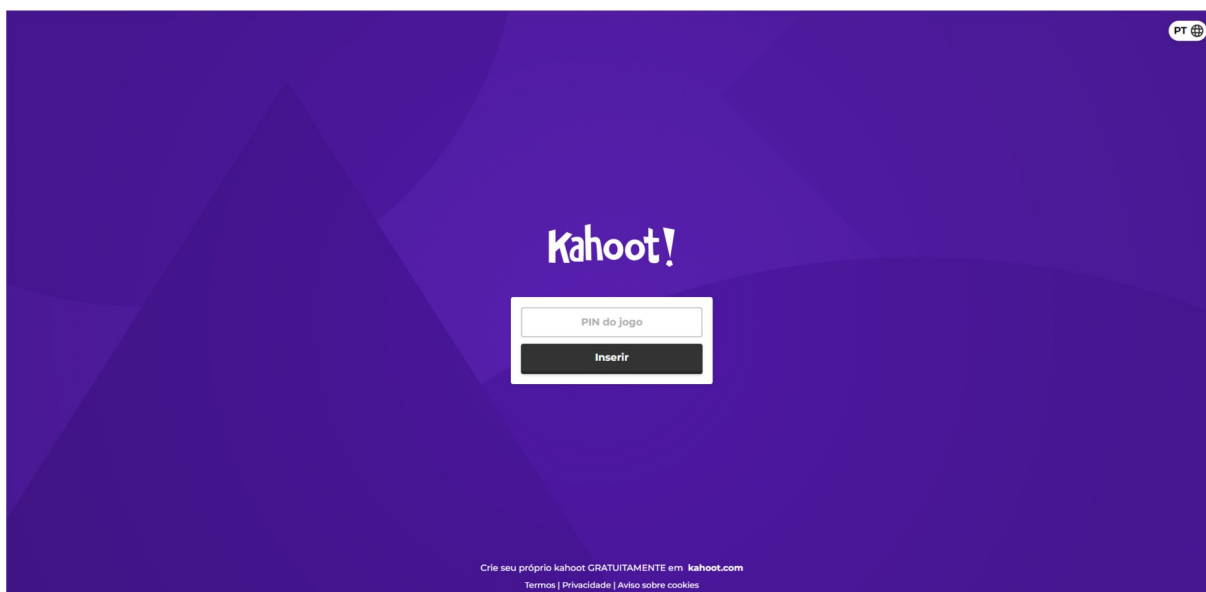 PT
Kahoot!
PIN do jogo
Inserir
Crie seu próprio kahoot GRATUITAMENTE em kahoot.com
Termos | Privacidade | Aviso sobre cookies